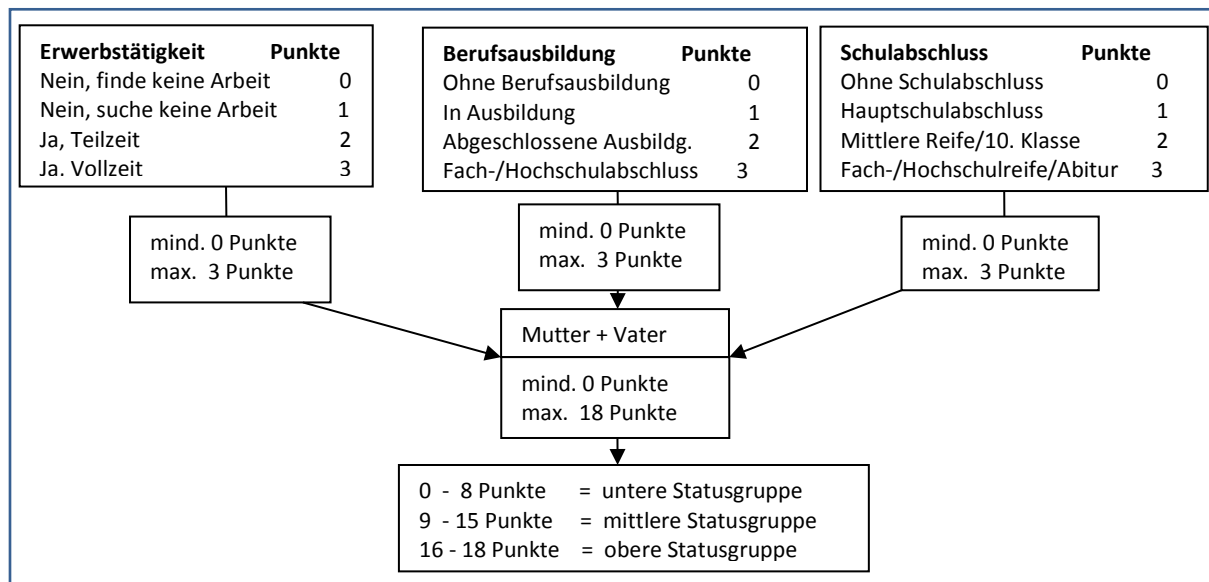 Erwerbstätigkeit Punkte
Nein, finde keine Arbeit 0
Nein, suche keine Arbeit 1
Ja, Teilzeit 2
Ja. Vollzeit 3
Berufsausbildung Punkte
Ohne Berufsausbildung 0
In Ausbildung 1
Abgeschlossene Ausbildg. 2
Fach-/Hochschulabschluss 3
Schulabschluss Punkte
Ohne Schulabschluss 0
Hauptschulabschluss 1
Mittlere Reife/10. Klasse 2
Fach-/Hochschulreife/Abitur 3
mind. 0 Punkte
max. 3 Punkte
mind. 0 Punkte
max. 3 Punkte
mind. 0 Punkte
max. 3 Punkte
Mutter + Vater
mind. 0 Punkte
max. 18 Punkte
0 - 8 Punkte = untere Statusgruppe
9 - 15 Punkte = mittlere Statusgruppe
16 - 18 Punkte = obere Statusgruppe